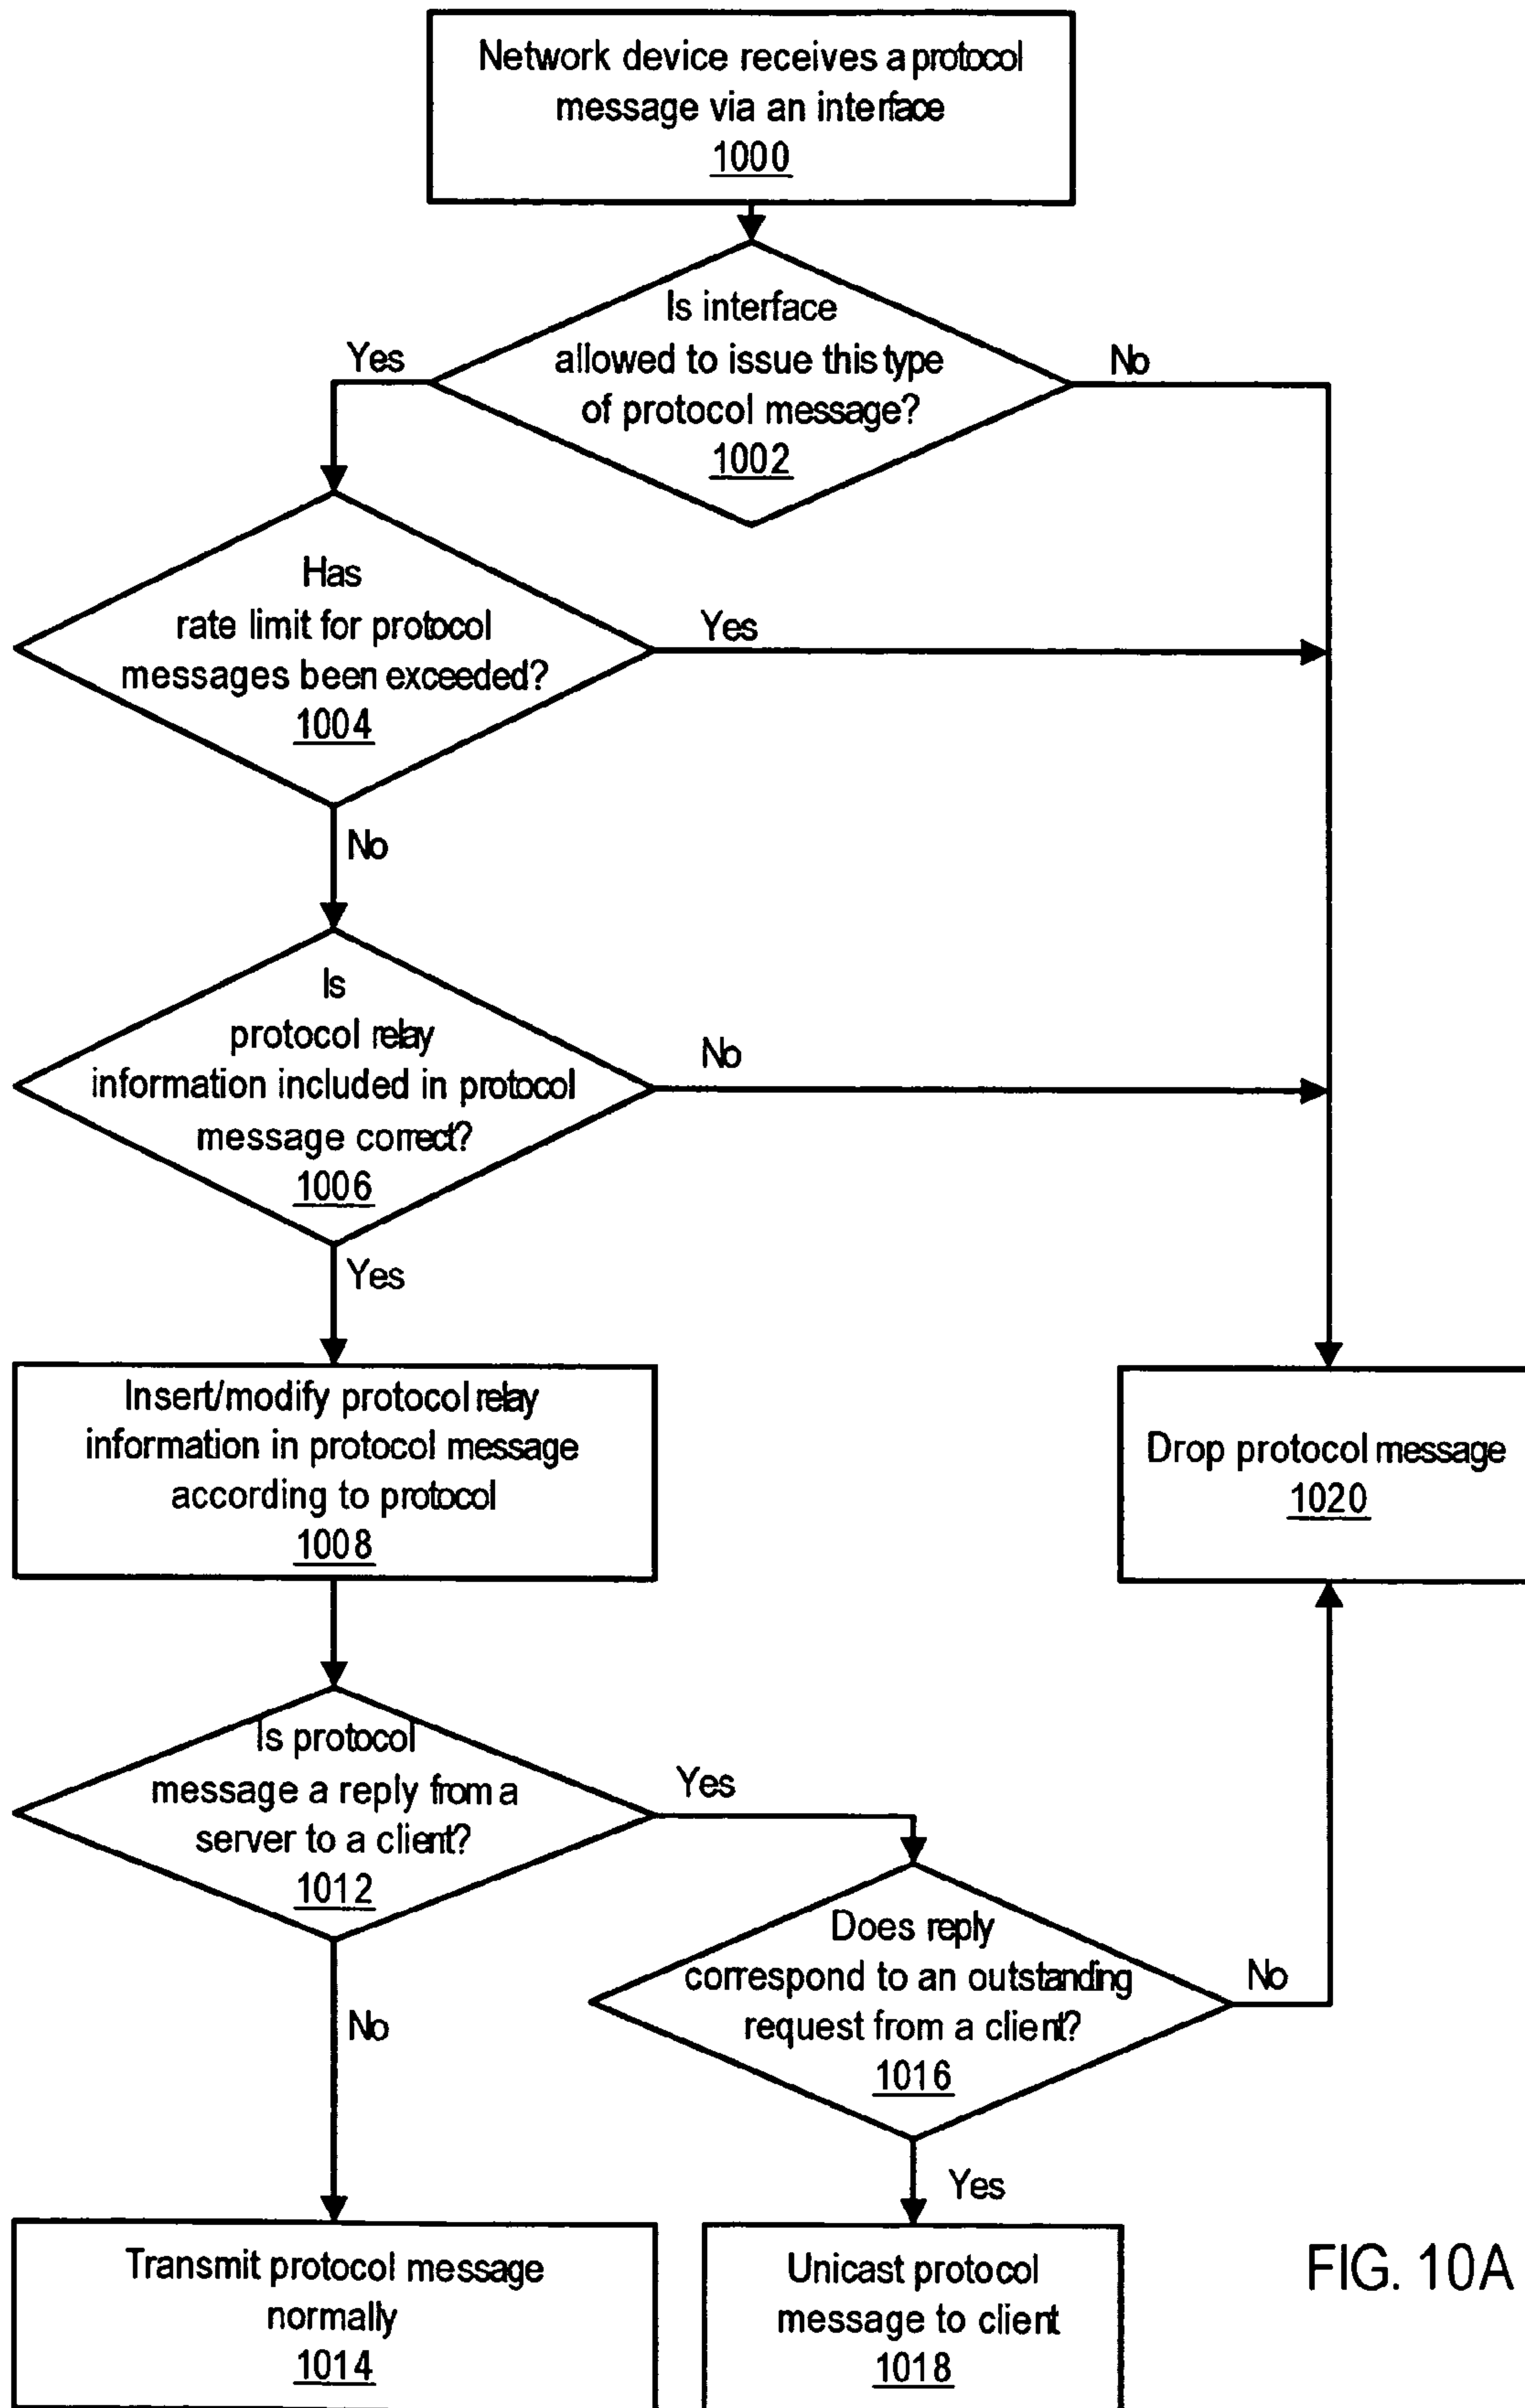 Network device receives a protocol
message via an interface
1000
Is interface
allowed to issue this type
of protocol message?
1002
Yes
No
Has
rate limit for protocol
messages been exceeded?
1004
Yes
No
Is
protocol relay
information included in protocol
message correct?
1006
No
Yes
Insert/modify protocol relay
information in protocol message
according to protocol
1008
Drop protocol message
1020
Is protocol
message a reply from a
server to a client?
1012
Yes
No
Does reply
correspond to an outstanding
request from a client?
1016
No
Yes
Transmit protocol message
normally
1014
Unicast protocol
message to client
1018
FIG. 10A